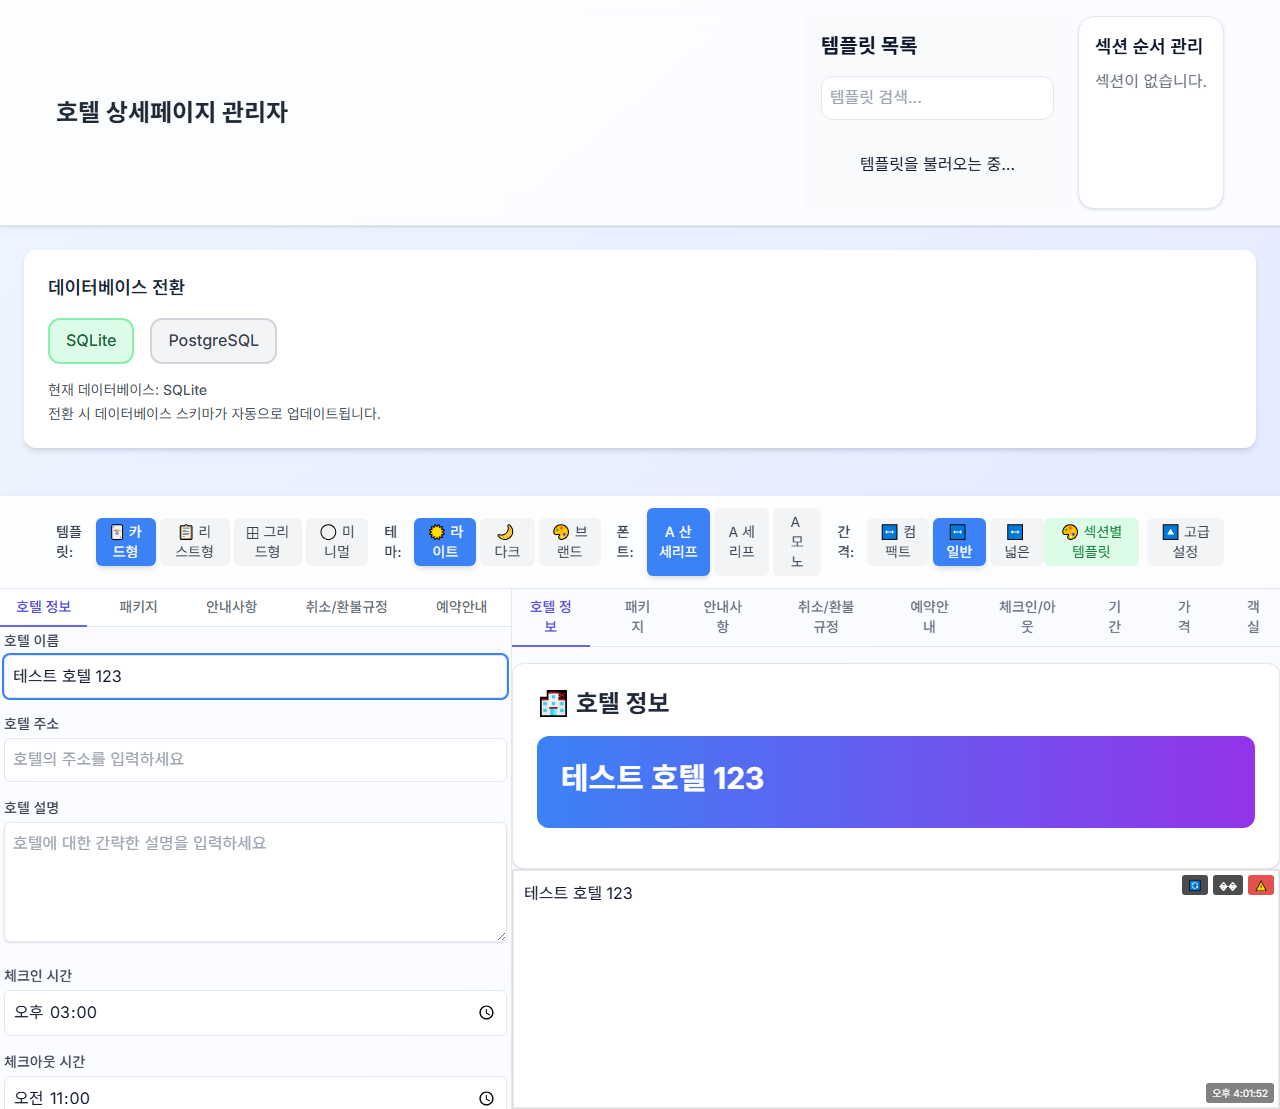 호텔 상세페이지 관리자
템플릿 목록
템플릿 검색...
템플릿을 불러오는 중...
섹션 순서 관리
섹션이 없습니다.
데이터베이스 전환
SQLite
PostgreSQL
현재 데이터베이스: SQLite
전환 시 데이터베이스 스키마가 자동으로 업데이트됩니다.
템플
릿:
🃏 카
드형
📋 리
스트형
⊞ 그리
드형
◯ 미
니멀
테
마:
🌞 라
이트
🌙
다크
🎨 브
랜드
폰
트:
A 산
세리프
A 세
리프
A
모
노
간
격:
↔️ 컴
팩트
↔️
일반
↔️
넓은
🎨 섹션별
템플릿
🔼 고급
설정
호텔 정보
패키지
안내사항
취소/환불규정
예약안내
호텔 이름
테스트 호텔 123
호텔 주소
호텔의 주소를 입력하세요
호텔 설명
호텔에 대한 간략한 설명을 입력하세요
체크인 시간
오후 03:00
체크아웃 시간
오전 11:00
호텔 정
보
패키
지
안내사
항
취소/환불
규정
예약안
내
체크인/아
웃
기
간
가
격
객
실
🏨 호텔 정보
테스트 호텔 123
테스트 호텔 123
🔄
��
⚠️
오후 4:01:52